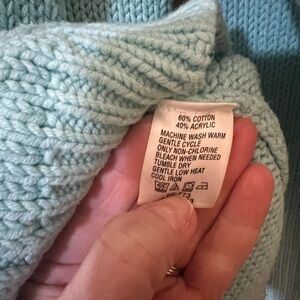 60% COTTON
40% ACRYLIC
MACHINE WASH WARM
GENTLE CYCLE
ONLY NON-CHLORINE
BLEACH WHEN NEEDED
TUMBLE DRY
GENTLE LOW HEAT
COOL IRON